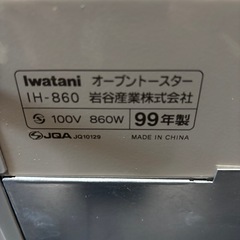 Iwatani オーブントースター
IH-860 岩谷産業株式会社
100V 860W 99年製
JQA JQ10129 MADE IN CHINA